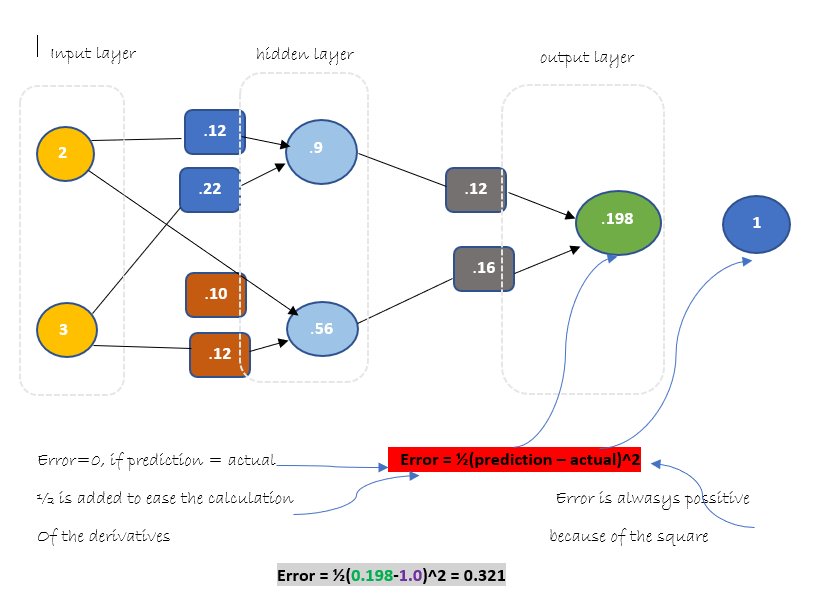 Input layer
hidden layer
output layer
.12
2
.9
.22
.12
.198
1
.16
.10
3
.56
.12
Error=0, if prediction = actual
Error = ½(prediction – actual)^2
½ is added to ease the calculation
Error is alwasys possitive
Of the derivatives
because of the square
Error = ½(0.198-1.0)^2 = 0.321